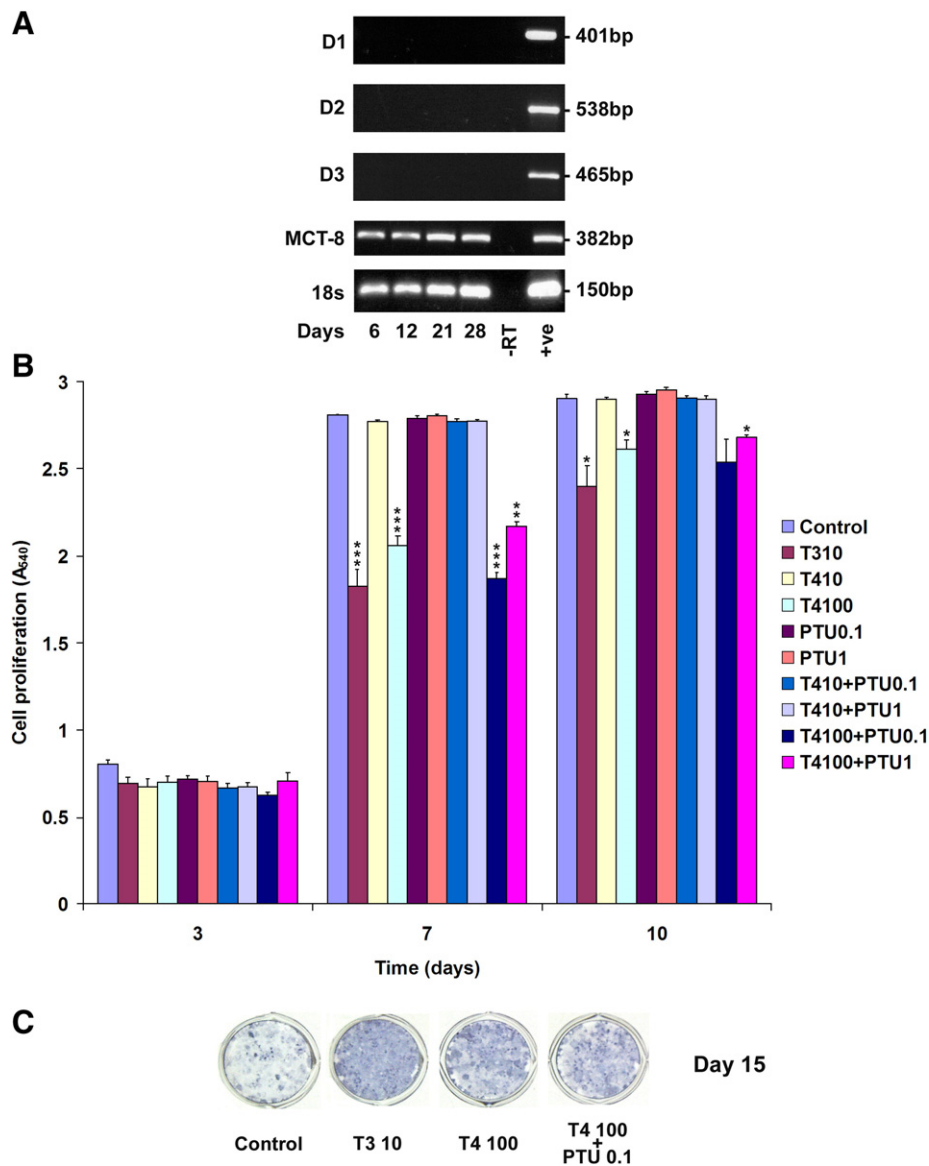 A
D1
- 401bp
D2
- 538bp
D3
- 465bp
MCT-8
- 382bp
18s
- 150bp
Days 6 12 21 28 -RT +ve
B
3
2.5
2
1.5
1
0.5
0
Cell proliferation (A540)
*** *** *** ** * * *
3 7 10
Time (days)
Control
T310
T410
T4100
PTU0.1
PTU1
T410+PTU0.1
T410+PTU1
T4100+PTU0.1
T4100+PTU1
C
Day 15
Control T3 10 T4 100 T4 100
+
PTU 0.1